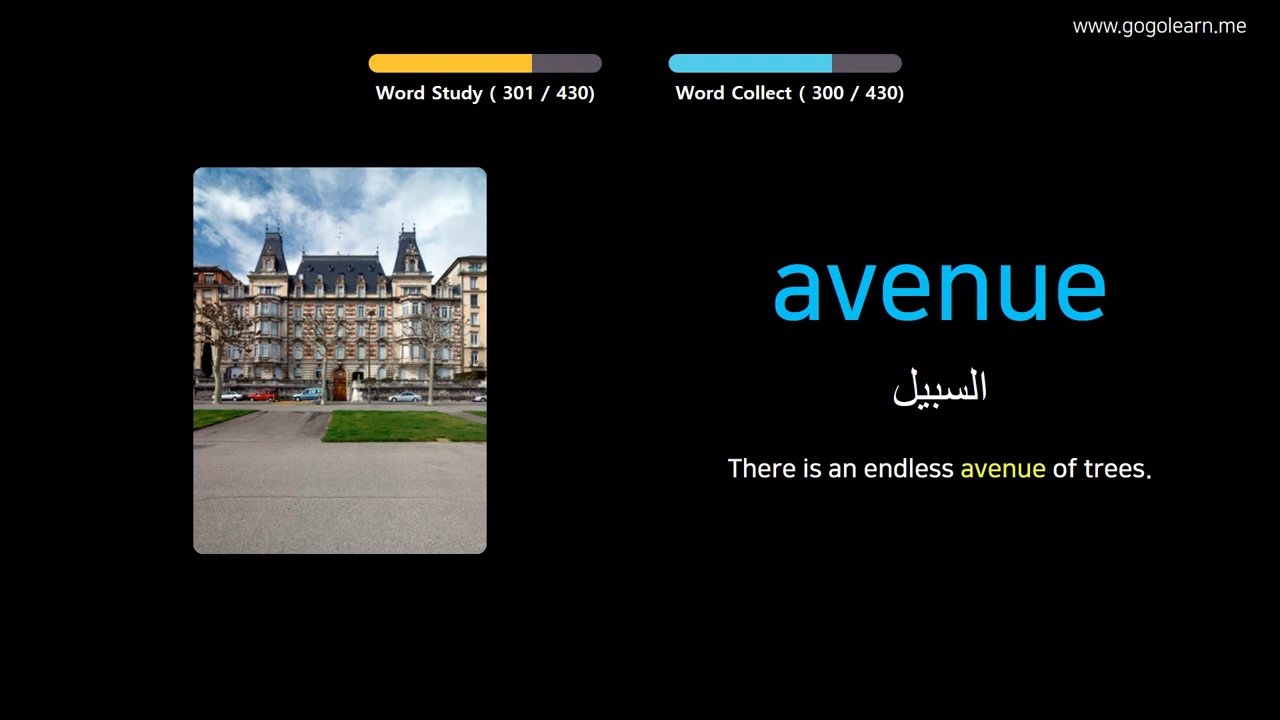 www.gogolearn.me
Word Study ( 301 / 430)
Word Collect ( 300 / 430)
avenue
السبيل
There is an endless avenue of trees.